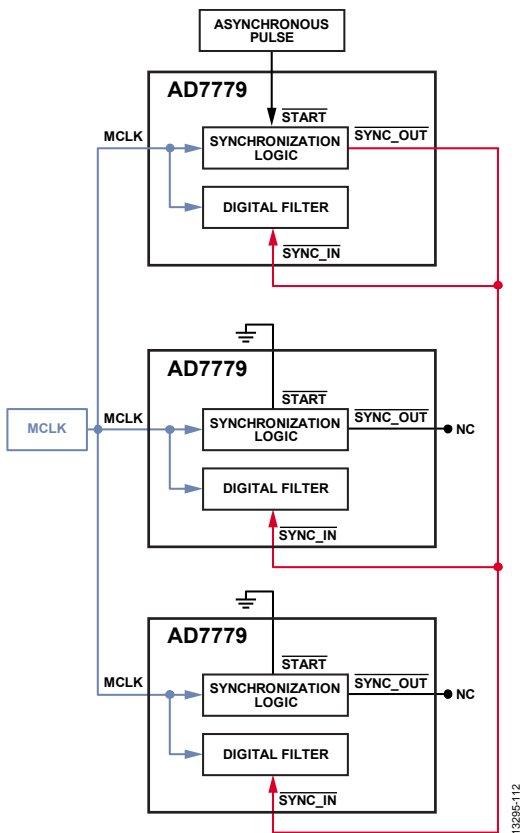 ASYNCHRONOUS
PULSE
AD7779
START
MCLK
SYNCHRONIZATION
LOGIC
SYNC_OUT
DIGITAL FILTER
SYNC_IN
AD7779
START
MCLK
MCLK
SYNCHRONIZATION
LOGIC
SYNC_OUT
NC
DIGITAL FILTER
SYNC_IN
AD7779
START
MCLK
SYNCHRONIZATION
LOGIC
SYNC_OUT
NC
DIGITAL FILTER
SYNC_IN
13295-112